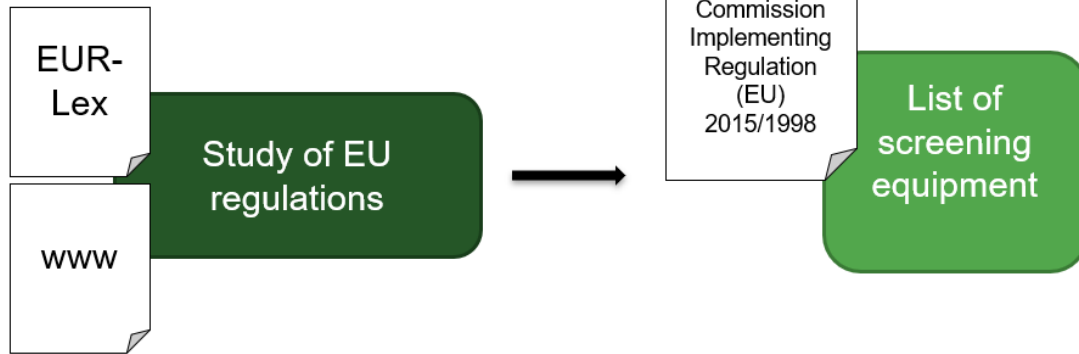 EUR-
Lex
www
Study of EU
regulations
Commission
Implementing
Regulation
(EU)
2015/1998
List of
screening
equipment